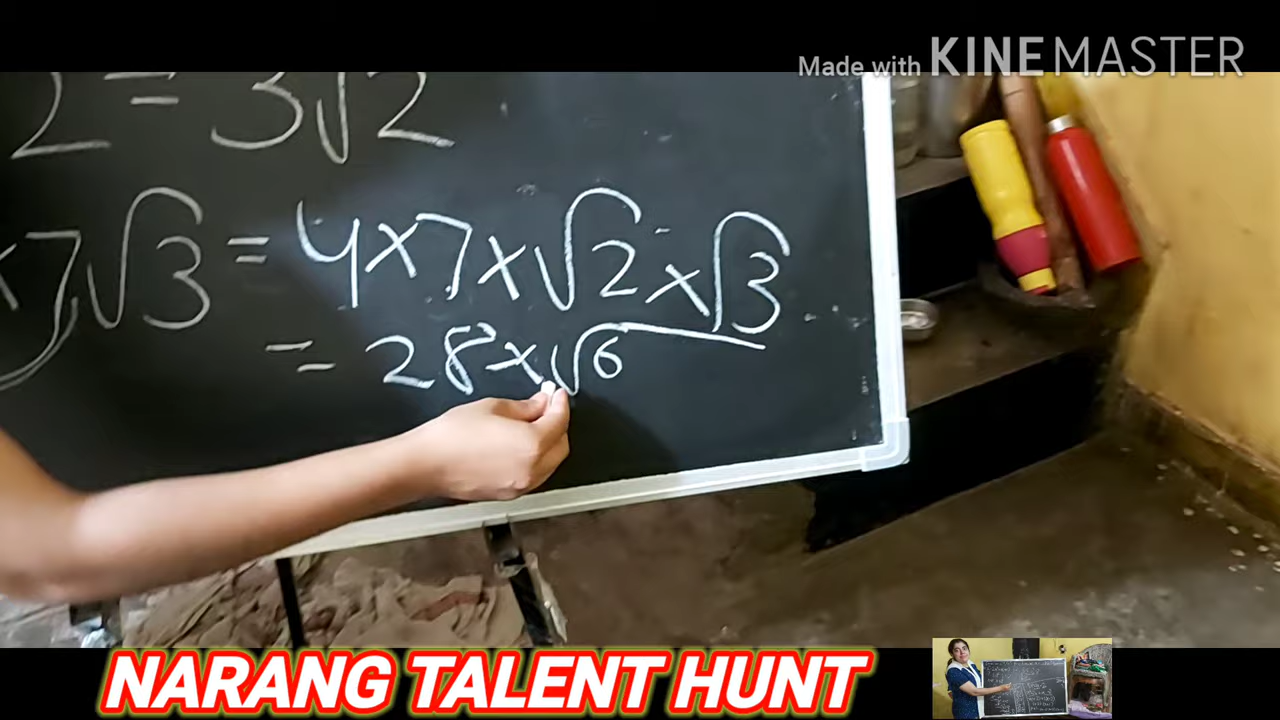 Made with KINEMASTER
2 = 3√2
×7√3 = 4×7×√2×√3
= 28×√6
NARANG TALENT HUNT